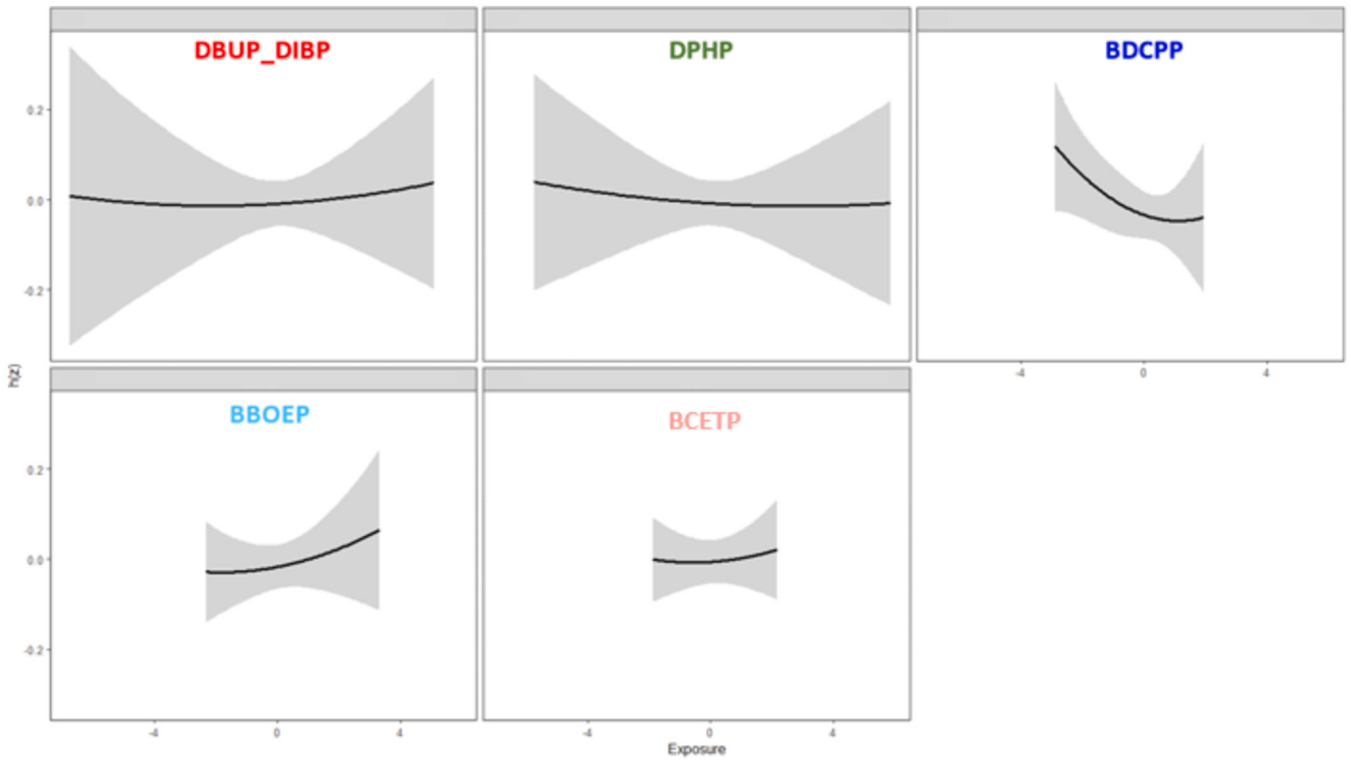 DBUP_DIBP
DPHP
BDCPP
0.2
0.0
-0.2
-4 0 4
h(z)
BBOEP
BCETP
0.2
0.0
-0.2
-4 0 4
-4 0 4
Exposure